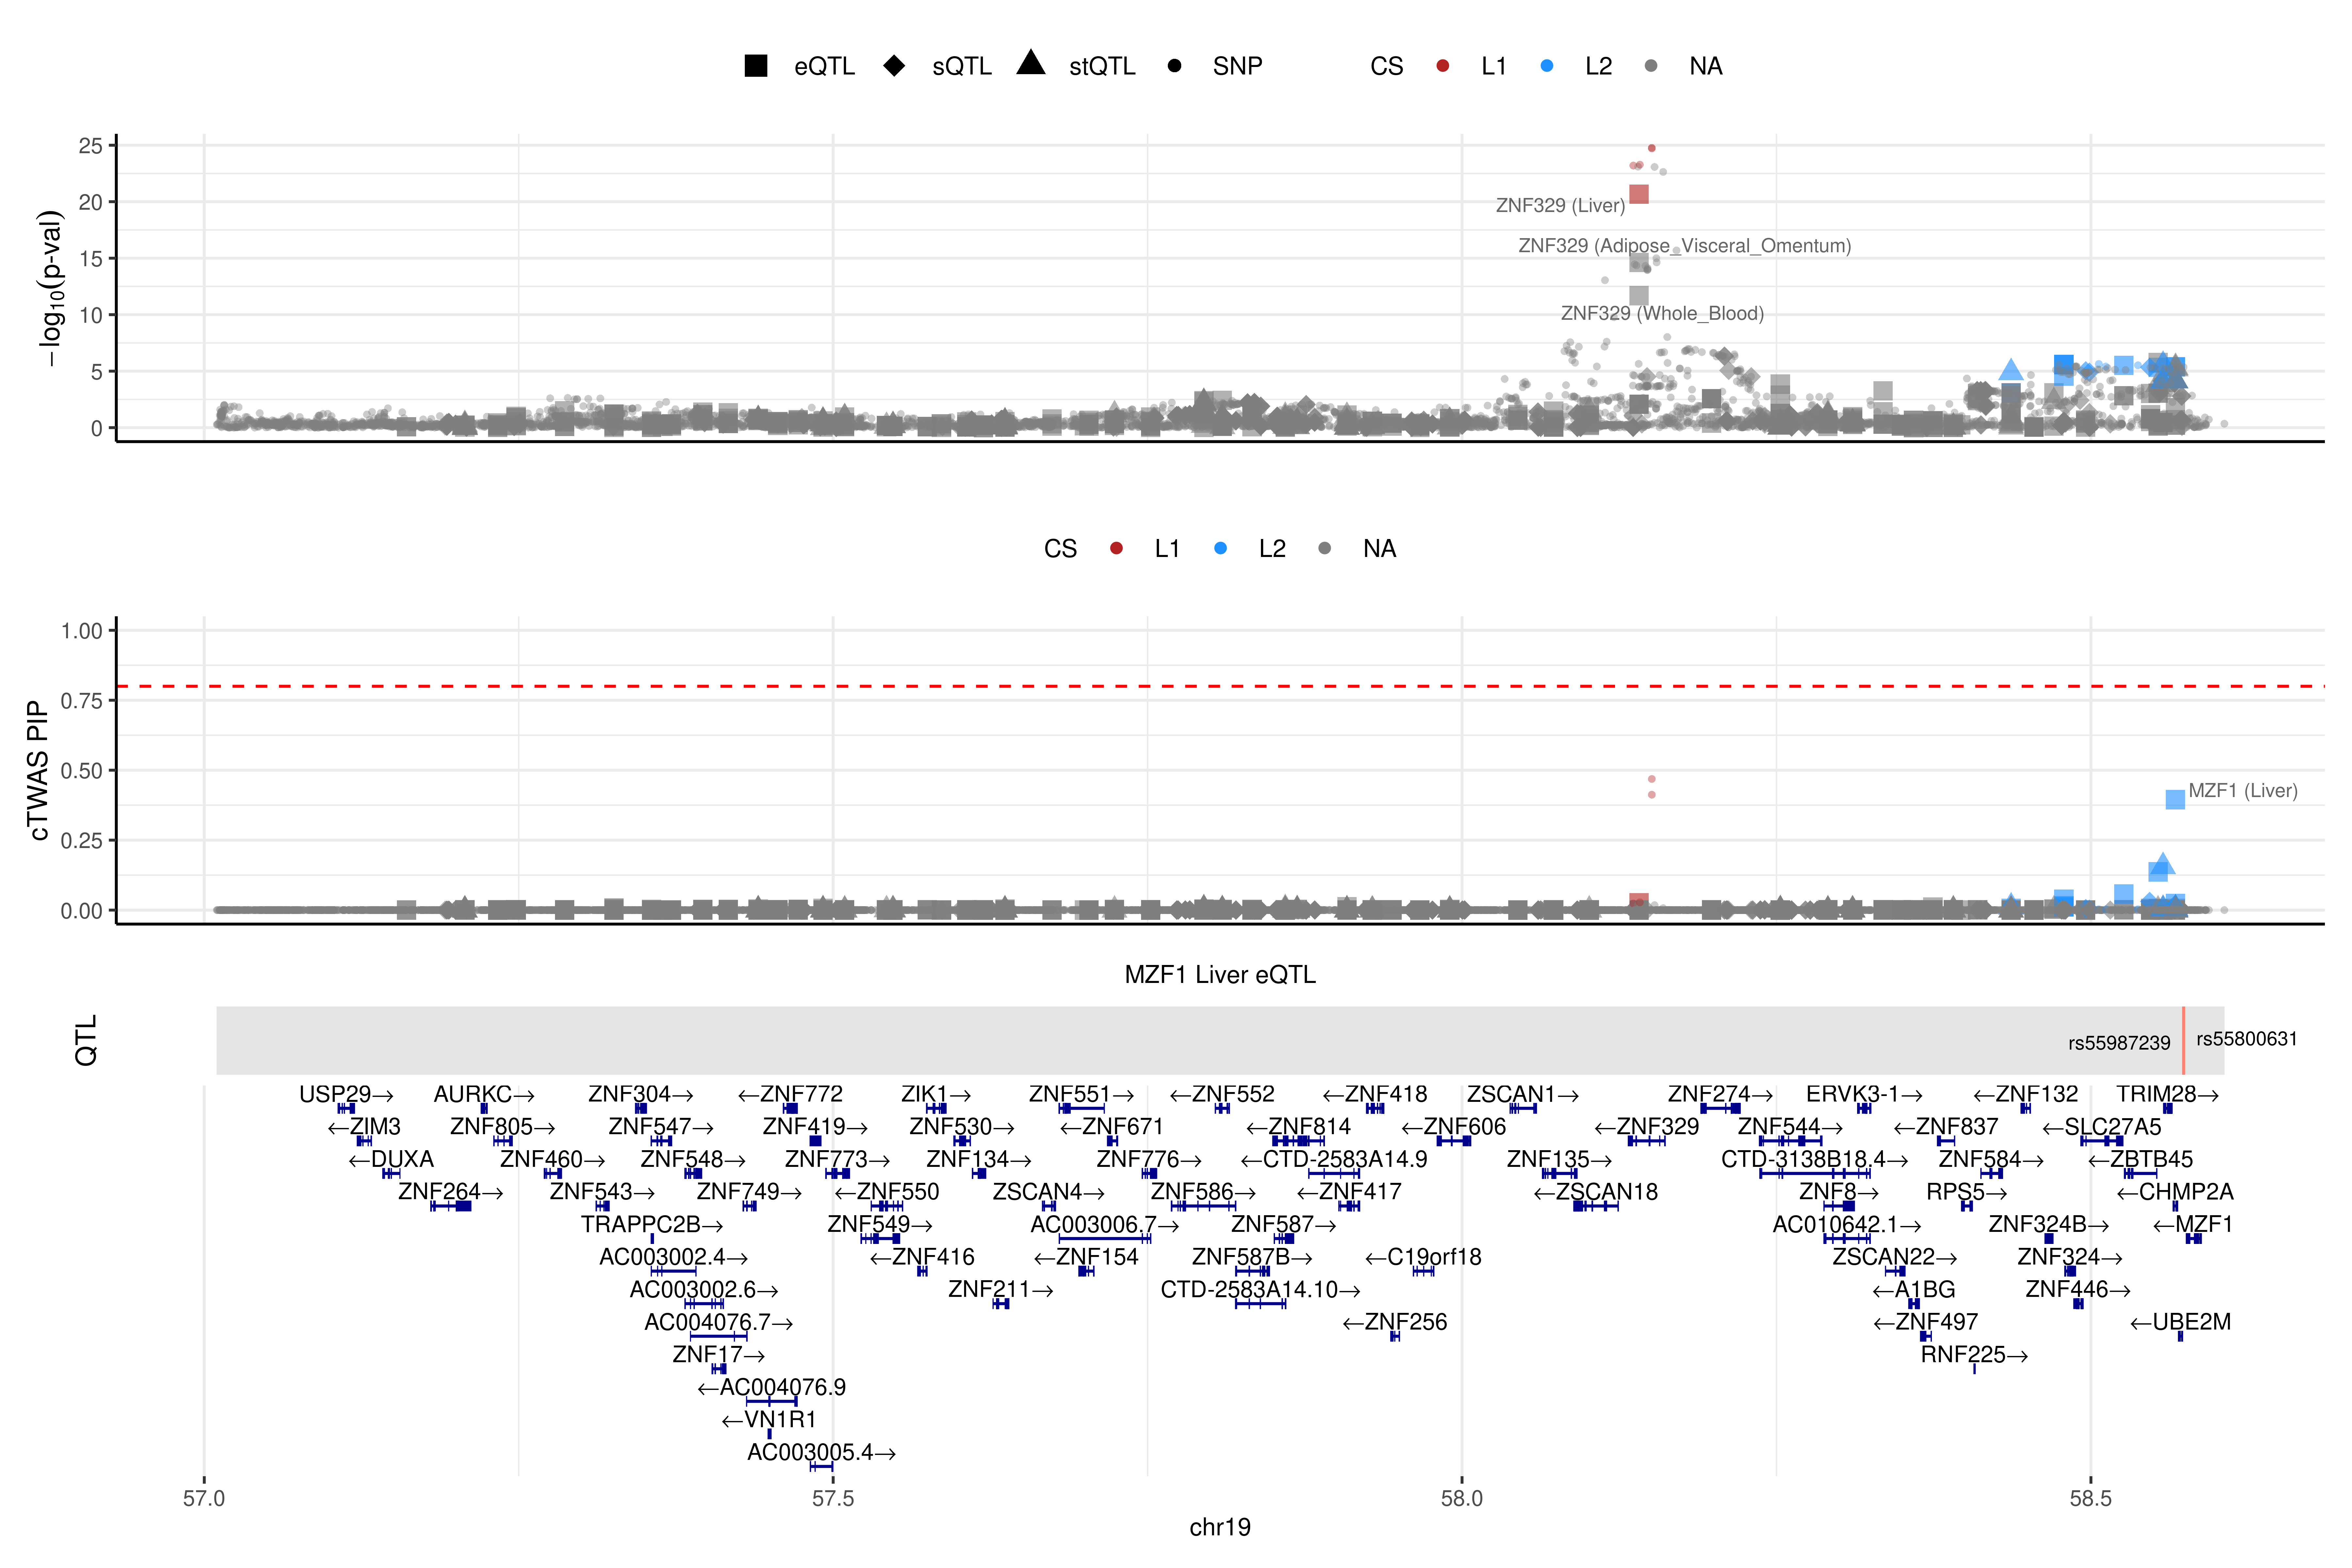 eQTL sQTL stQTL SNP CS L1 L2 NA
−log10(p-val)
25
20
15
10
5
0
ZNF329 (Liver)
ZNF329 (Adipose_Visceral_Omentum)
ZNF329 (Whole_Blood)
CS L1 L2 NA
cTWAS PIP
1.00
0.75
0.50
0.25
0.00
MZF1 (Liver)
MZF1 Liver eQTL
QTL
rs55987239 rs55800631
USP29→ AURKC→ ZNF304→ ←ZNF772 ZIK1→ ZNF551→ ←ZNF552 ←ZNF418 ZSCAN1→ ZNF274→ ERVK3-1→ ←ZNF132 TRIM28→
←ZIM3 ZNF805→ ZNF547→ ZNF419→ ZNF530→ ←ZNF671 ←ZNF814 ←ZNF606 ←ZNF329 ZNF544→ ←ZNF837 ←SLC27A5
←DUXA ZNF460→ ZNF548→ ZNF773→ ZNF134→ ZNF776→ ←CTD-2583A14.9 ZNF135→ CTD-3138B18.4→ ZNF584→ ←ZBTB45
ZNF264→ ZNF543→ ZNF749→ ←ZNF550 ZSCAN4→ ZNF586→ ←ZNF417 ←ZSCAN18 ZNF8→ RPS5→ ←CHMP2A
TRAPPC2B→ ZNF549→ AC003006.7→ ZNF587→ AC010642.1→ ZNF324B→ ←MZF1
AC003002.4→ ←ZNF416 ←ZNF154 ZNF587B→ ←C19orf18 ZSCAN22→ ZNF324→
AC003002.6→ ZNF211→ CTD-2583A14.10→ ←A1BG ZNF446→
AC004076.7→ ←ZNF256 ←ZNF497 ←UBE2M
ZNF17→ RNF225→
←AC004076.9
←VN1R1
AC003005.4→
57.0 57.5 58.0 58.5
chr19